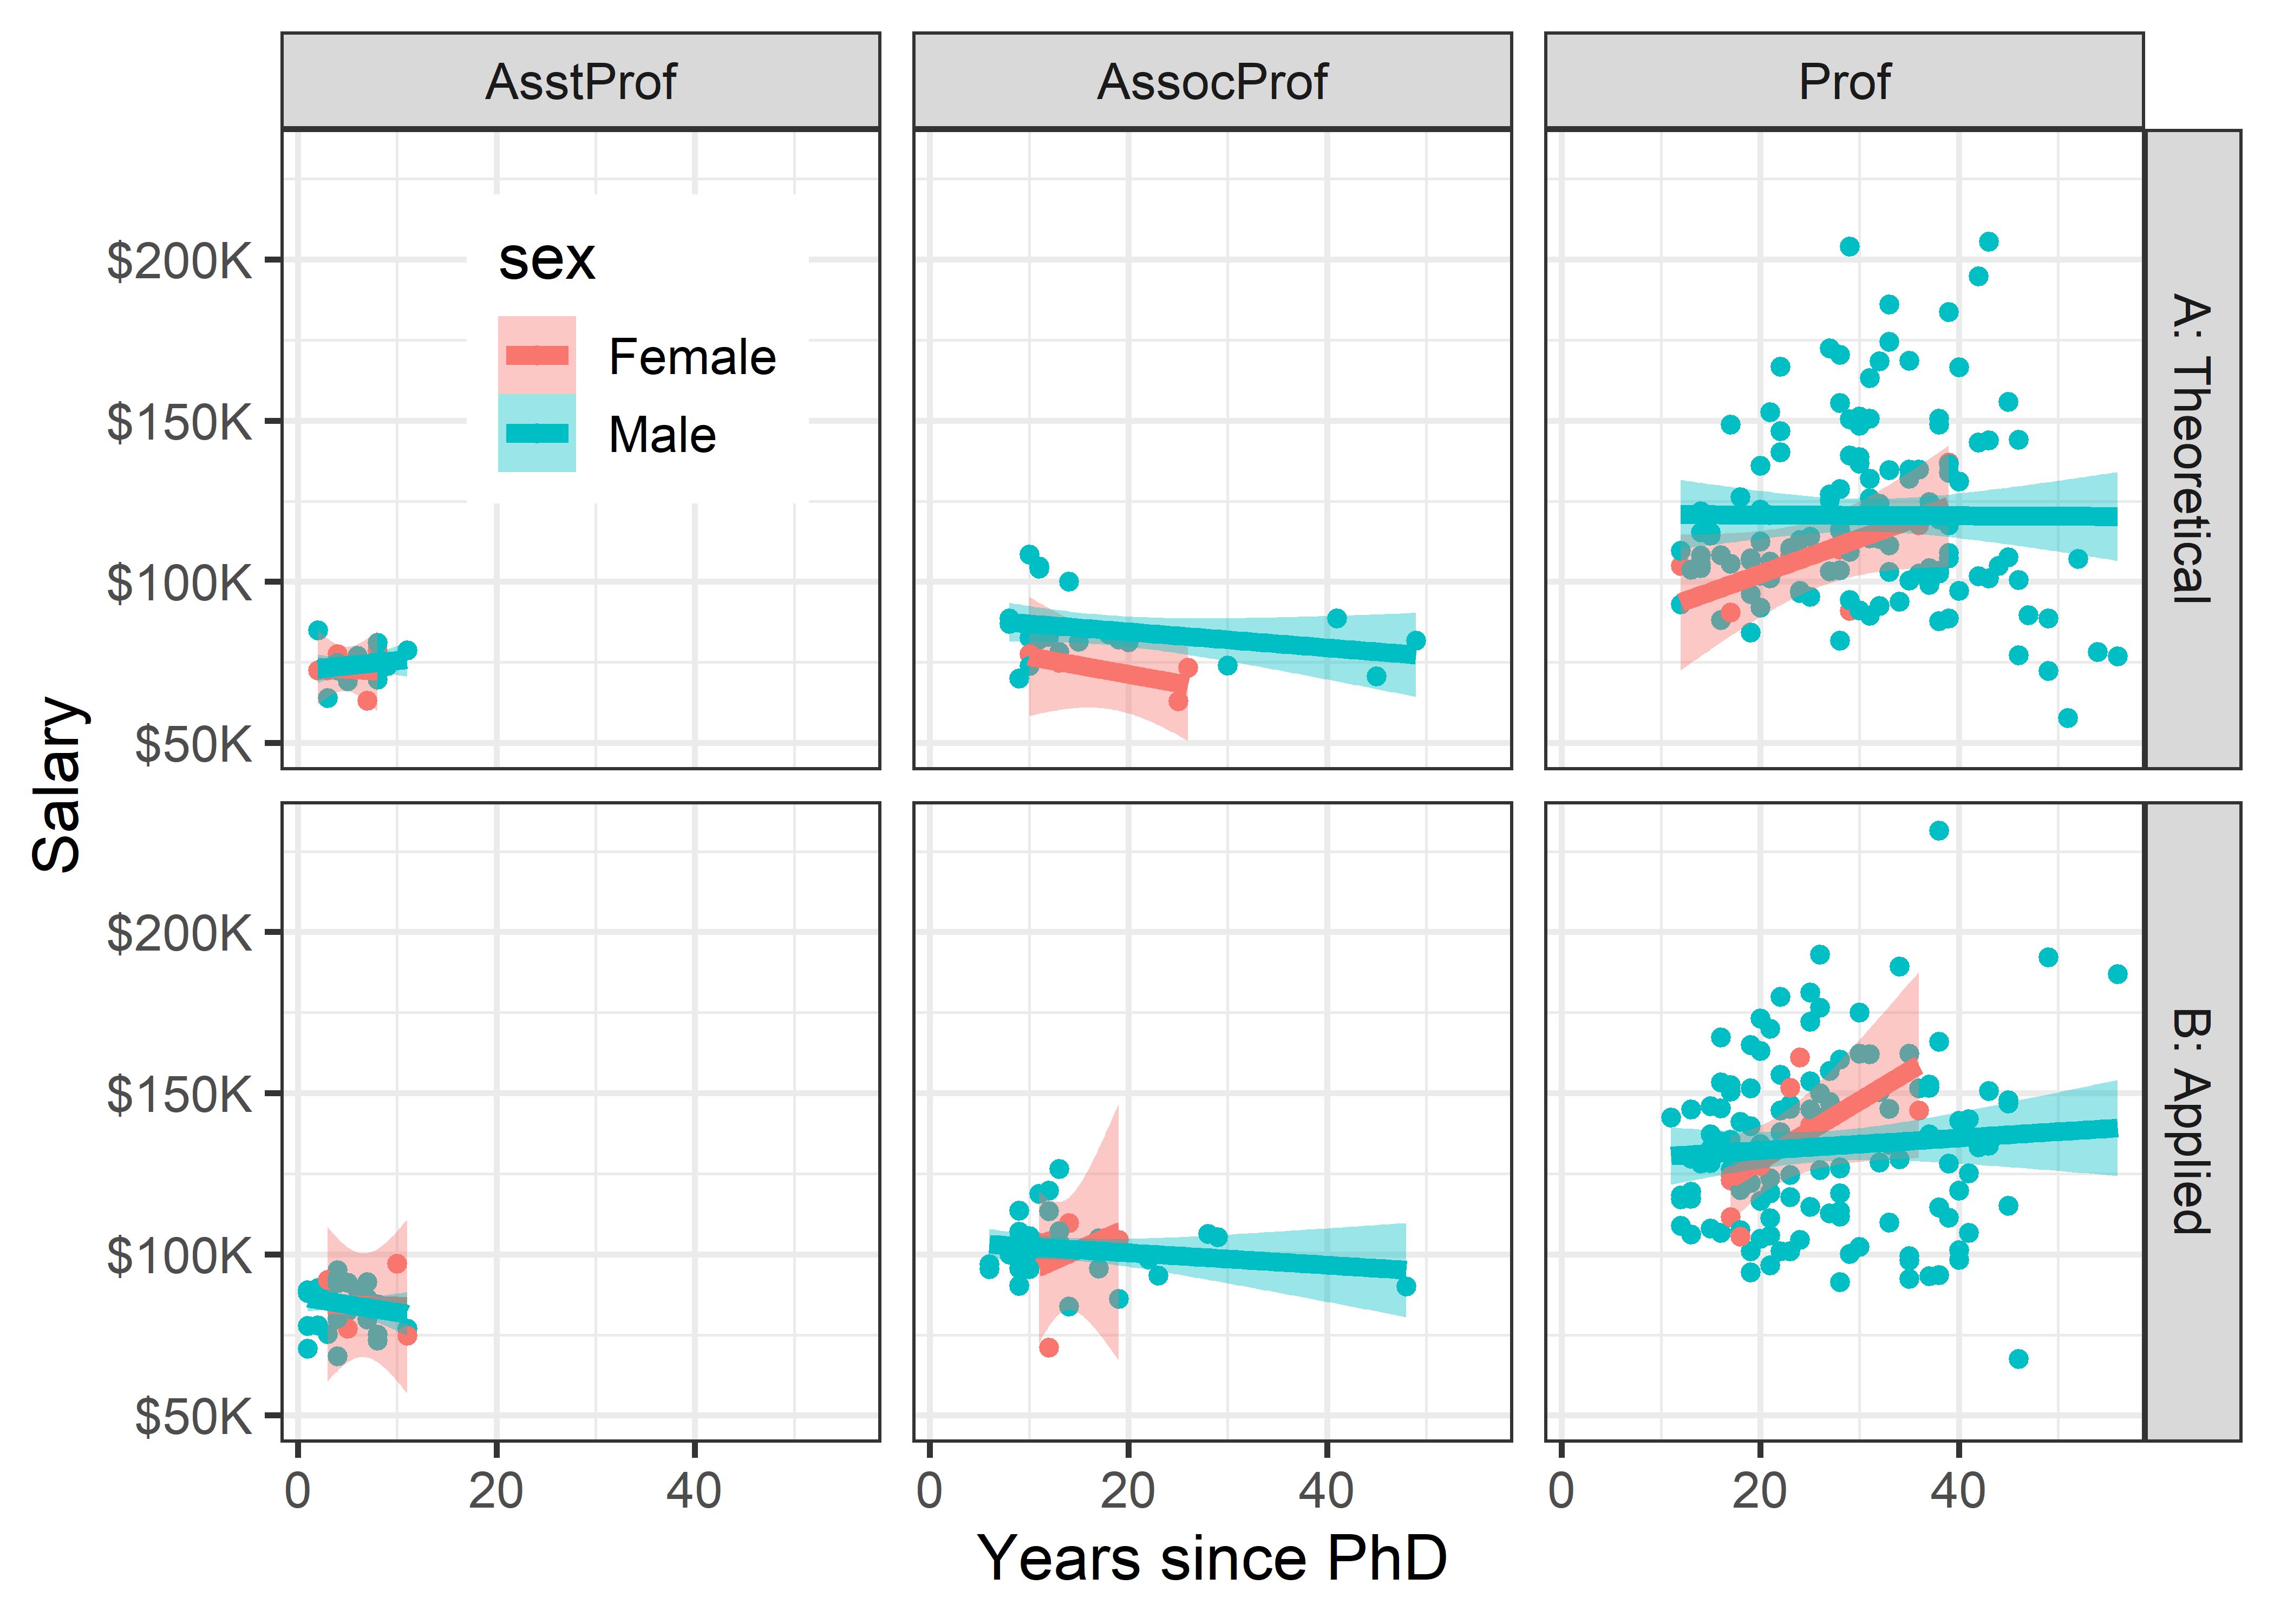 AsstProf
AssocProf
Prof
sex
Female
Male
$200K
$150K
$100K
$50K
A: Theoretical
Salary
$200K
$150K
$100K
$50K
B: Applied
0 20 40
0 20 40
0 20 40
Years since PhD